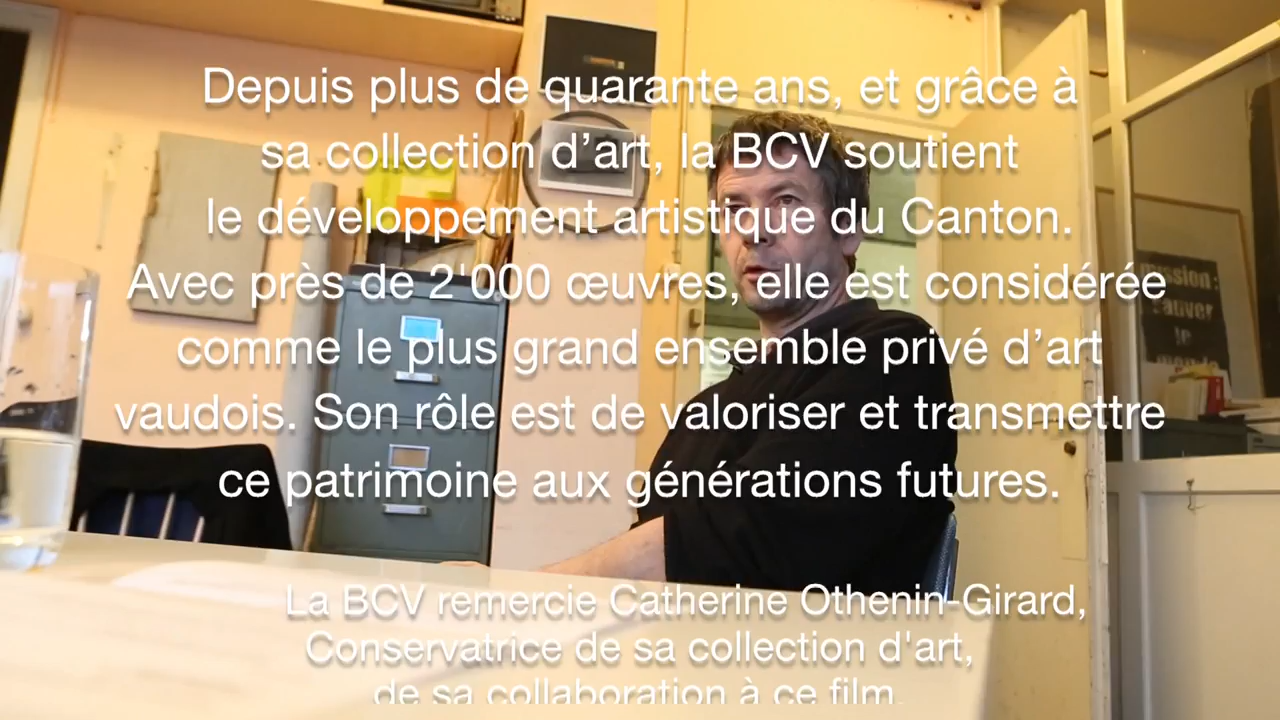 Depuis plus de quarante ans, et grâce à
sa collection d’art, la BCV soutient
le développement artistique du Canton.
Avec près de 2'000 œuvres, elle est considérée
comme le plus grand ensemble privé d’art
vaudois. Son rôle est de valoriser et transmettre
ce patrimoine aux générations futures.
La BCV remercie Catherine Othenin-Girard,
Conservatrice de sa collection d'art,
de sa collaboration à ce film.
ission:
auver
le